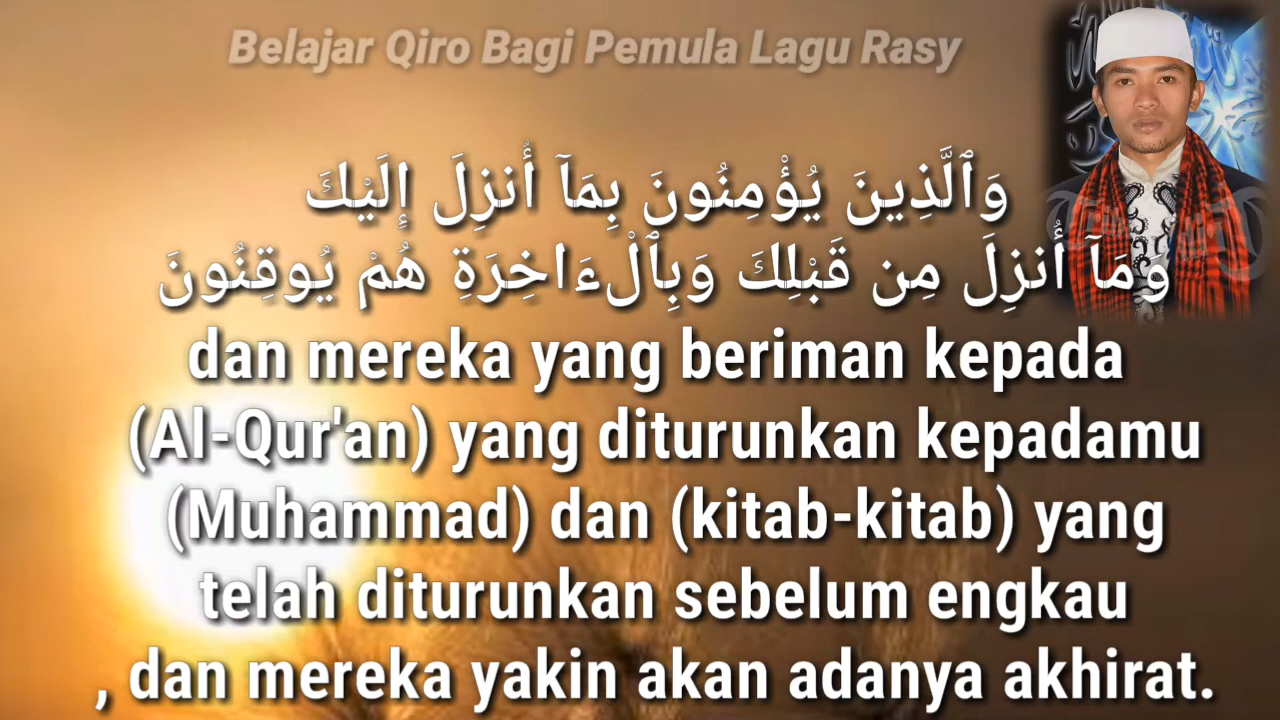 Belajar Qiro Bagi Pemula Lagu Rasy
وَٱلَّذِينَ يُؤْمِنُونَ بِمَآ أُنزِلَ إِلَيْكَ
وَمَآ أُنزِلَ مِن قَبْلِكَ وَبِٱلْءَاخِرَةِ هُمْ يُوقِنُونَ
dan mereka yang beriman kepada
(Al-Qur'an) yang diturunkan kepadamu
(Muhammad) dan (kitab-kitab) yang
telah diturunkan sebelum engkau
, dan mereka yakin akan adanya akhirat.